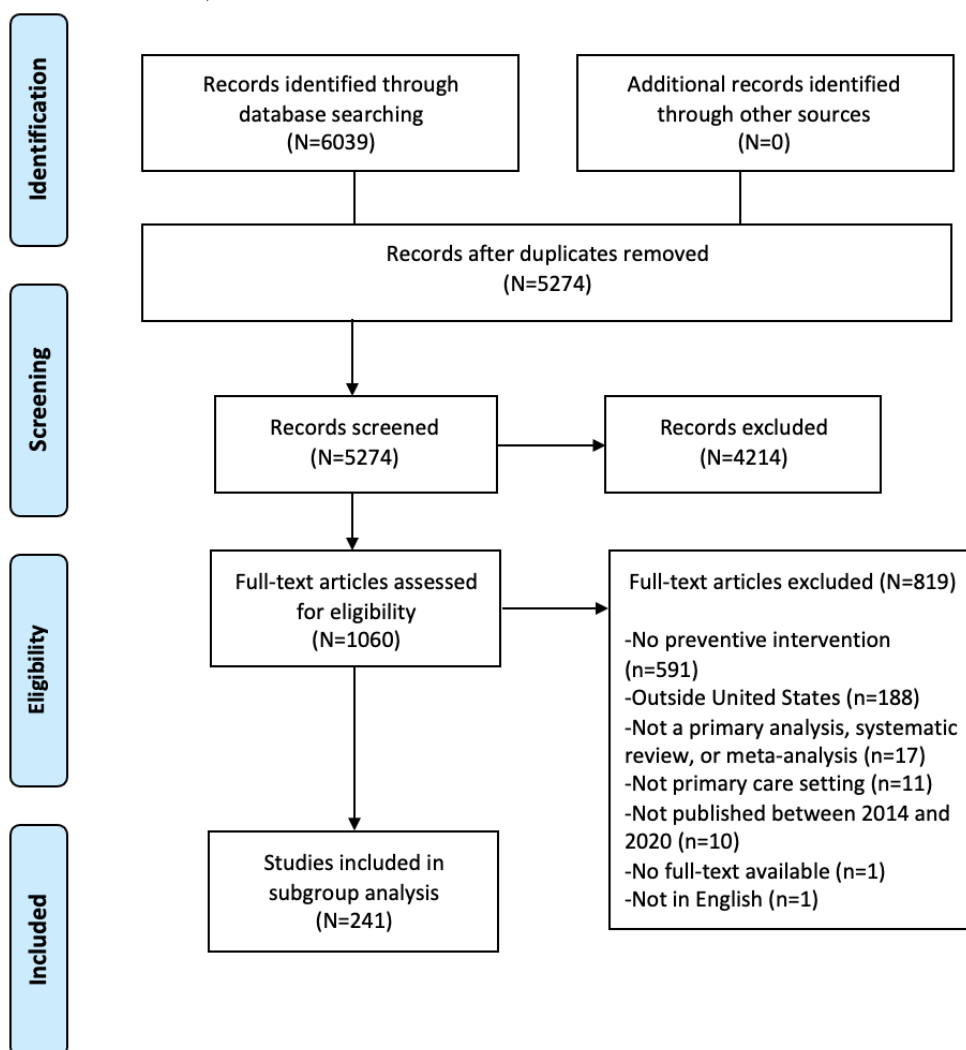 Identification
Records identified through
database searching
(N=6039)
Additional records identified
through other sources
(N=0)
Records after duplicates removed
(N=5274)
Screening
Records screened
(N=5274)
Records excluded
(N=4214)
Eligibility
Full-text articles assessed
for eligibility
(N=1060)
Full-text articles excluded (N=819)
-No preventive intervention
(n=591)
-Outside United States (n=188)
-Not a primary analysis, systematic
review, or meta-analysis (n=17)
-Not primary care setting (n=11)
-Not published between 2014 and
2020 (n=10)
-No full-text available (n=1)
-Not in English (n=1)
Included
Studies included in
subgroup analysis
(N=241)